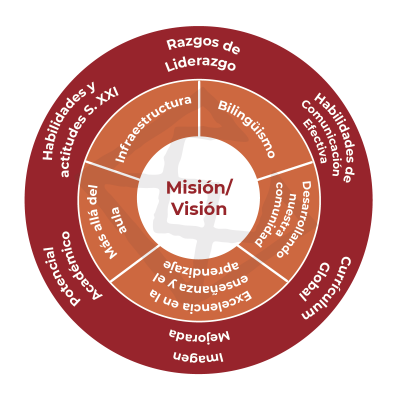 Razgos de
Liderazgo
Habilidades de
Comunicación
Efectiva
Currículum
Global
Imagen
Mejorada
Potencial
Académico
Habilidades y
actitudes S. XXI
Infraestructura
Bilingüismo
Desarrollando
nuestra
comunidad
Excelencia en la
enseñanza y el
aprendizaje
Más allá del
aula
Misión/
Visión